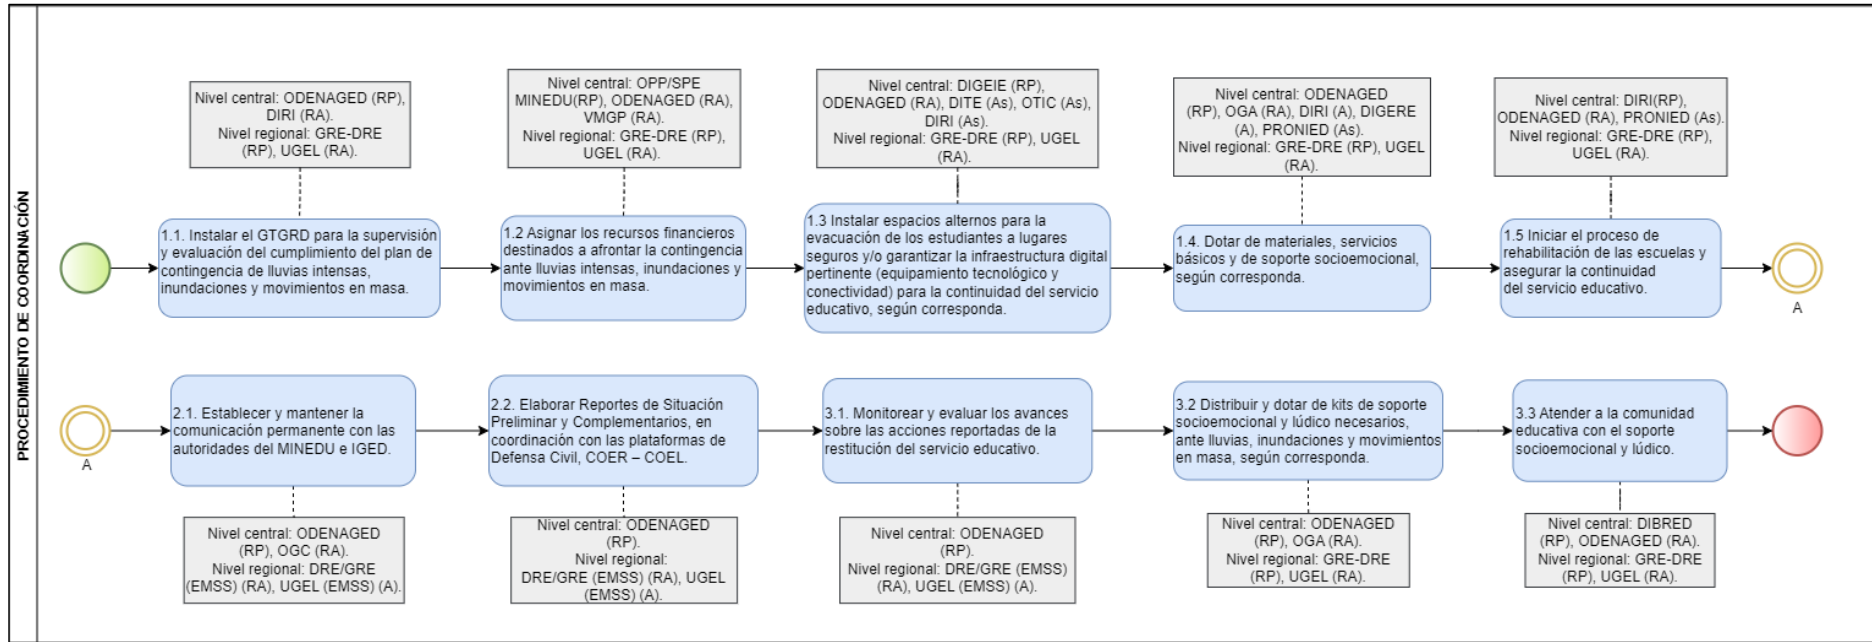 PROCEDIMIENTO DE COORDINACIÓN
Nivel central: ODENAGED (RP),
DIRI (RA).
Nivel regional: GRE-DRE
(RP), UGEL (RA).
Nivel central: OPP/SPE
MINEDU(RP), ODENAGED (RA),
VMGP (RA).
Nivel regional: GRE-DRE (RP),
UGEL (RA).
Nivel central: DIGEIE (RP),
ODENAGED (RA), DITE (As), OTIC (As),
DIRI (As).
Nivel regional: GRE-DRE (RP), UGEL
(RA).
Nivel central: ODENAGED
(RP), OGA (RA), DIRI (A), DIGERE
(A), PRONIED (As).
Nivel regional: GRE-DRE (RP), UGEL
(RA).
Nivel central: DIRI(RP),
ODENAGED (RA), PRONIED (As).
Nivel regional: GRE-DRE (RP),
UGEL (RA).
1.1. Instalar el GTGRD para la supervisión
y evaluación del cumplimiento del plan de
contingencia de lluvias intensas,
inundaciones y movimientos en masa.
1.2 Asignar los recursos financieros
destinados a afrontar la contingencia
ante lluvias intensas, inundaciones y
movimientos en masa.
1.3 Instalar espacios alternos para la
evacuación de los estudiantes a lugares
seguros y/o garantizar la infraestructura digital
pertinente (equipamiento tecnológico y
conectividad) para la continuidad del servicio
educativo, según corresponda.
1.4. Dotar de materiales, servicios
básicos y de soporte socioemocional,
según corresponda.
1.5 Iniciar el proceso de
rehabilitación de las escuelas y
asegurar la continuidad
del servicio educativo.
A
A
2.1. Establecer y mantener la
comunicación permanente con las
autoridades del MINEDU e IGED.
2.2. Elaborar Reportes de Situación
Preliminar y Complementarios, en
coordinación con las plataformas de
Defensa Civil, COER – COEL.
3.1. Monitorear y evaluar los avances
sobre las acciones reportadas de la
restitución del servicio educativo.
3.2 Distribuir y dotar de kits de soporte
socioemocional y lúdico necesarios,
ante lluvias, inundaciones y movimientos
en masa, según corresponda.
3.3 Atender a la comunidad
educativa con el soporte
socioemocional y lúdico.
Nivel central: ODENAGED
(RP), OGC (RA).
Nivel regional: DRE/GRE
(EMSS) (RA), UGEL (EMSS) (A).
Nivel central: ODENAGED
(RP).
Nivel regional:
DRE/GRE (EMSS) (RA), UGEL
(EMSS) (A).
Nivel central: ODENAGED
(RP).
Nivel regional: DRE/GRE (EMSS)
(RA), UGEL (EMSS) (A).
Nivel central: ODENAGED
(RP), OGA (RA).
Nivel regional: GRE-DRE
(RP), UGEL (RA).
Nivel central: DIBRED
(RP), ODENAGED (RA).
Nivel regional: GRE-DRE
(RP), UGEL (RA).